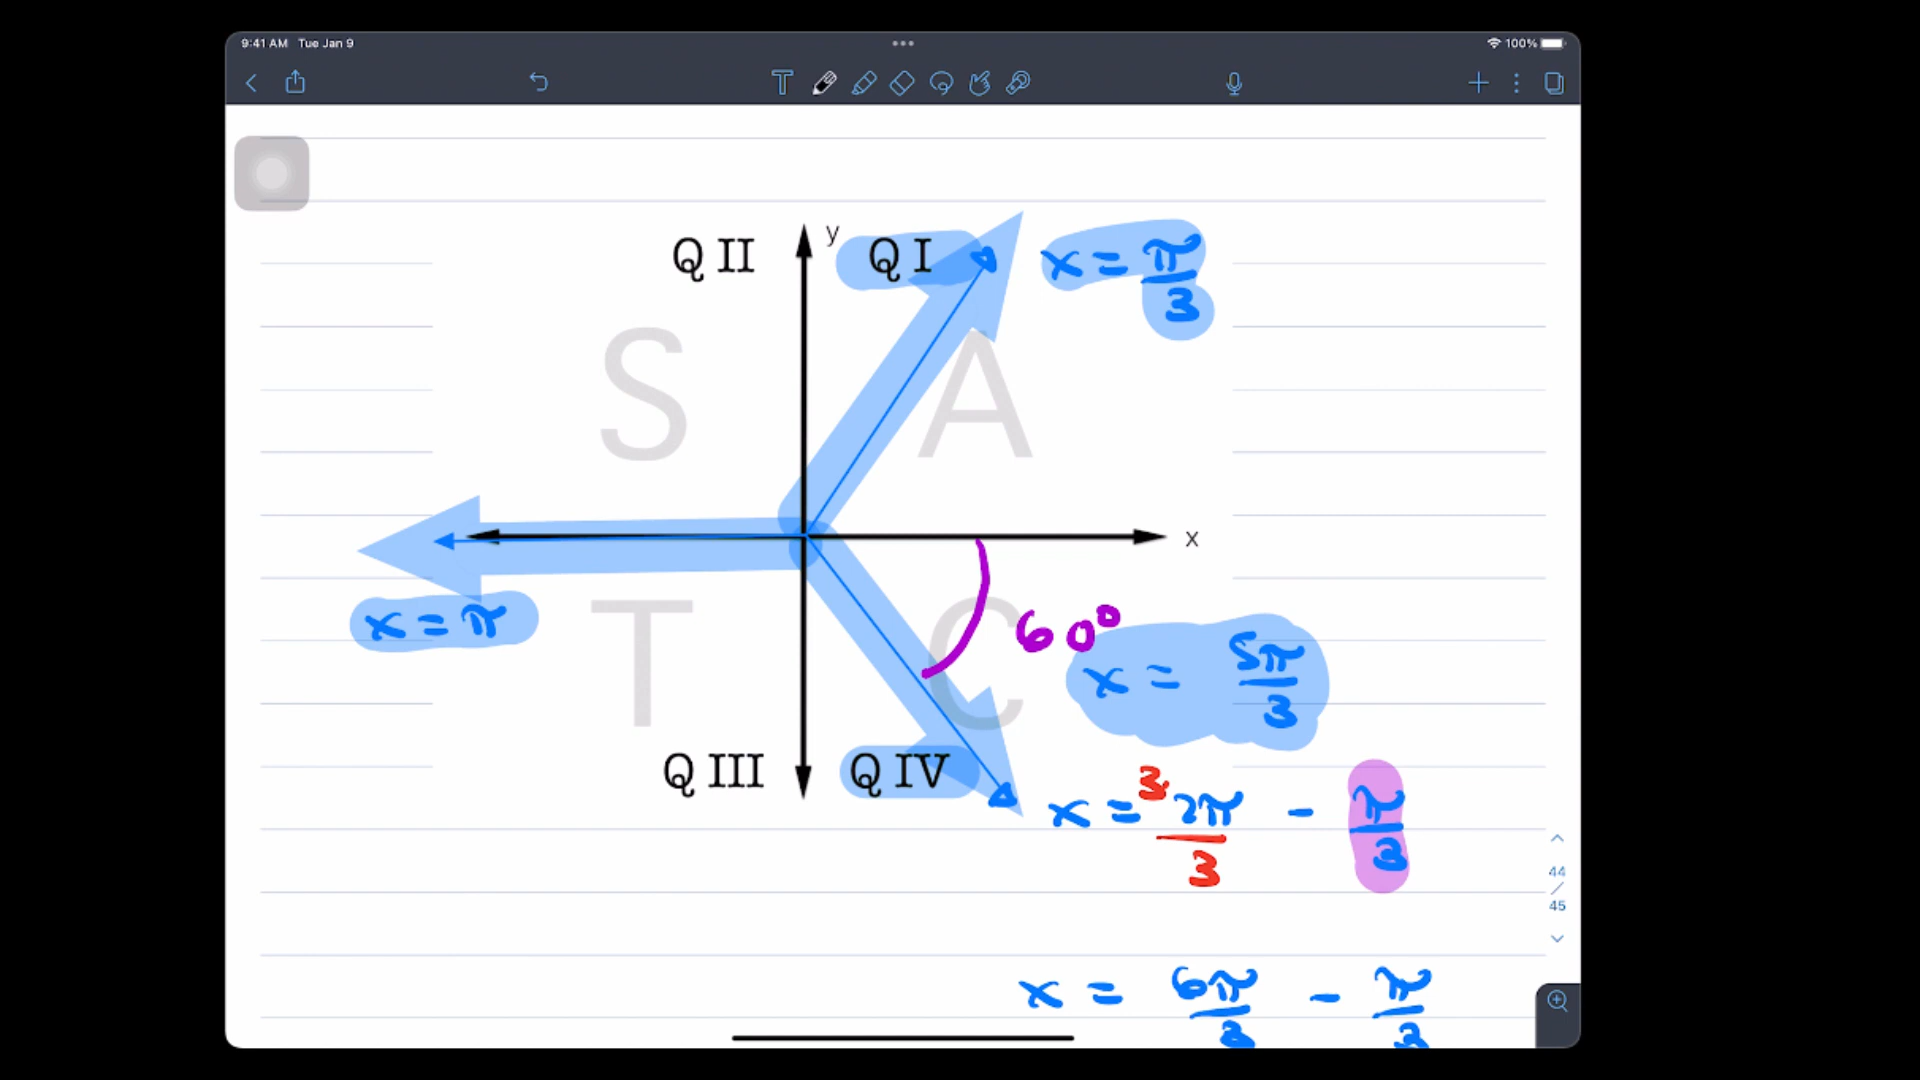 9:41 AM Tue Jan 9
100%
T
y
Q II
Q I
x = π/3
S
A
x
x = π
T
C
60°
x = 5π/3
Q III
Q IV
x = 3 2π/3 - π/3
44
45
x = 6π/3 - π/3